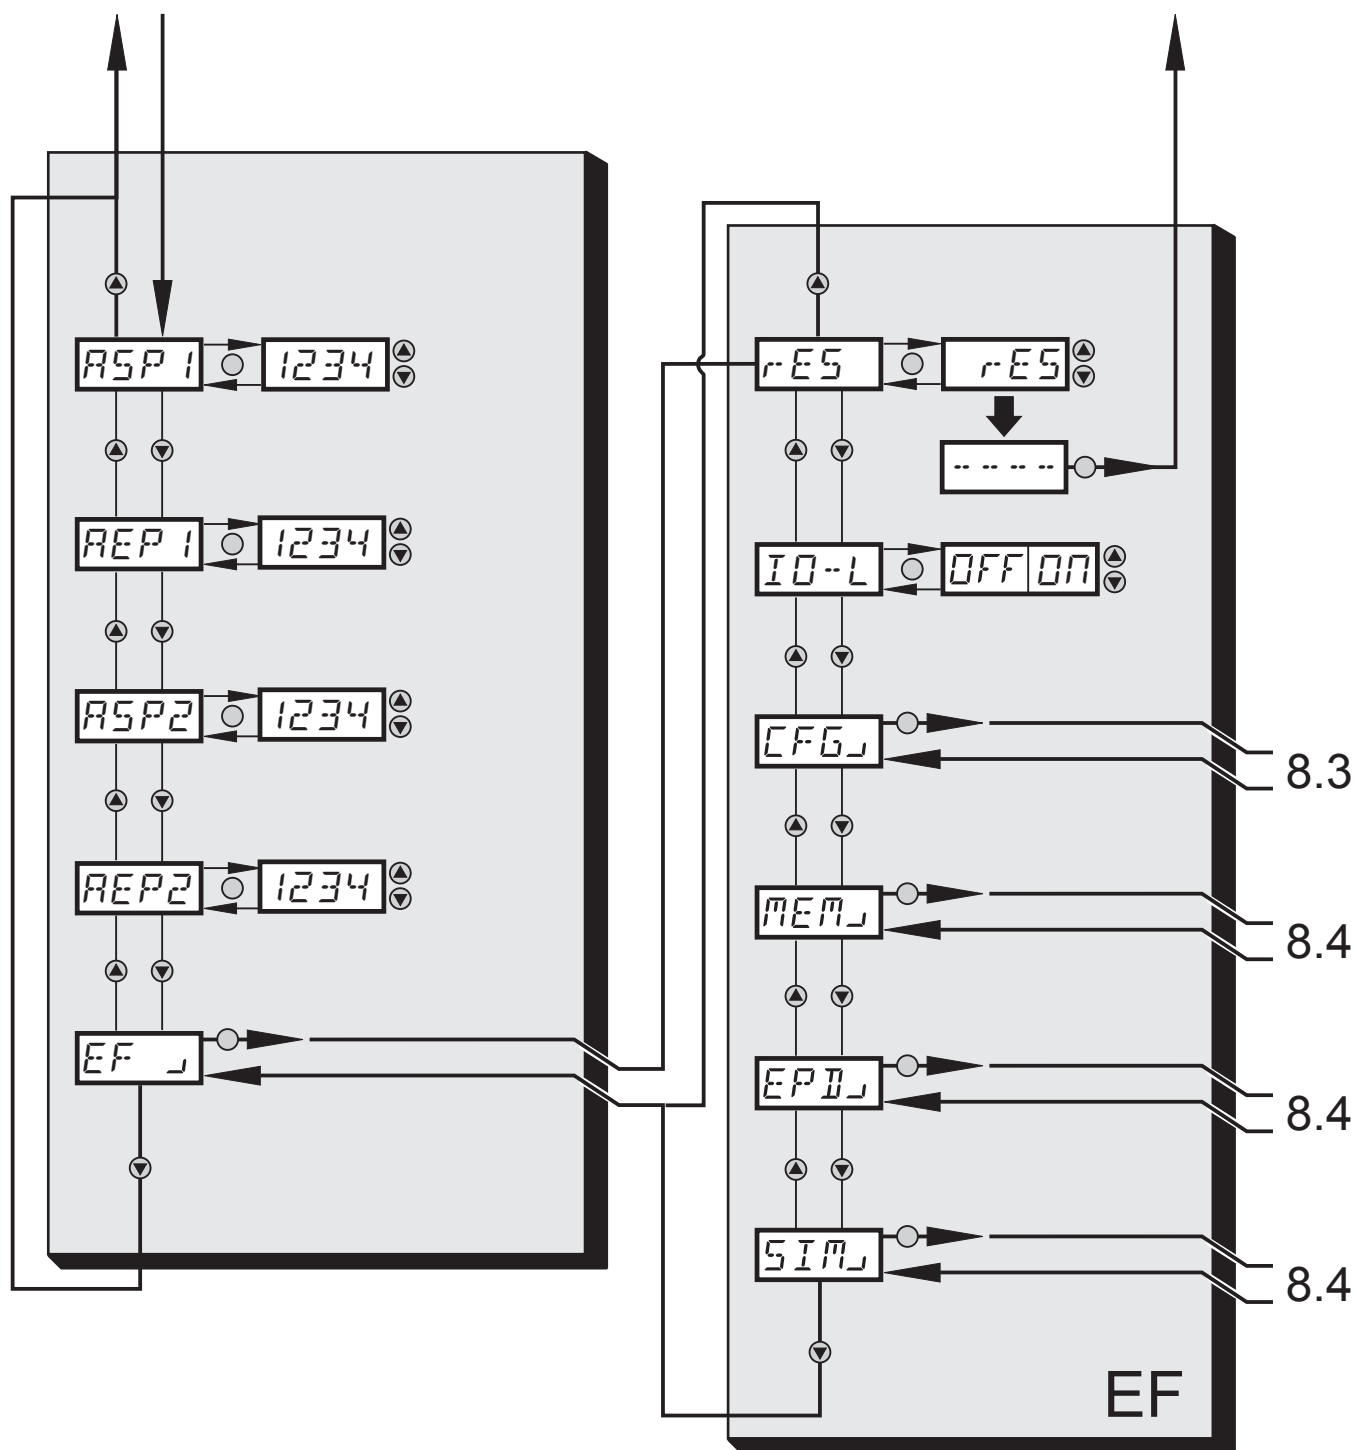 ASP1
1234
AEP1
1234
ASP2
1234
AEP2
1234
EF
rES
rES
----
IO-L
OFF ON
CFG
8.3
MEM
8.4
EPD
8.4
SIM
8.4
EF